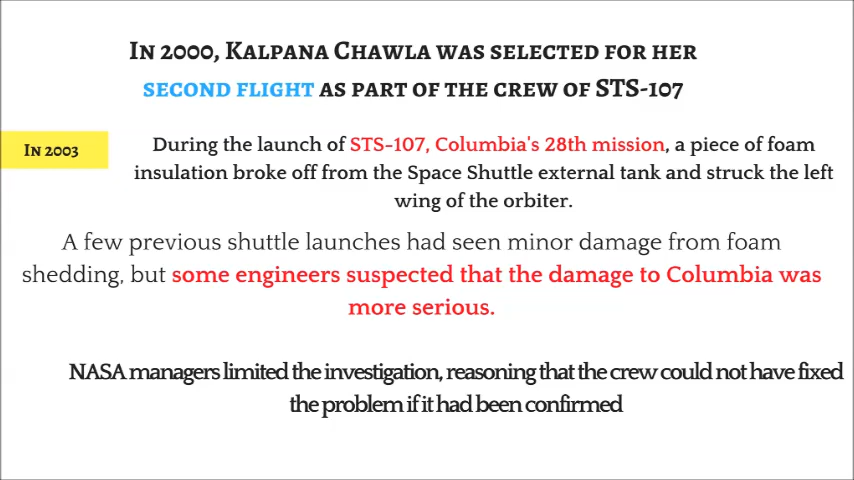 In 2000, Kalpana Chawla was selected for her
second flight as part of the crew of STS-107
In 2003
During the launch of STS-107, Columbia's 28th mission, a piece of foam
insulation broke off from the Space Shuttle external tank and struck the left
wing of the orbiter.
A few previous shuttle launches had seen minor damage from foam
shedding, but some engineers suspected that the damage to Columbia was
more serious.
NASA managers limited the investigation, reasoning that the crew could not have fixed
the problem if it had been confirmed